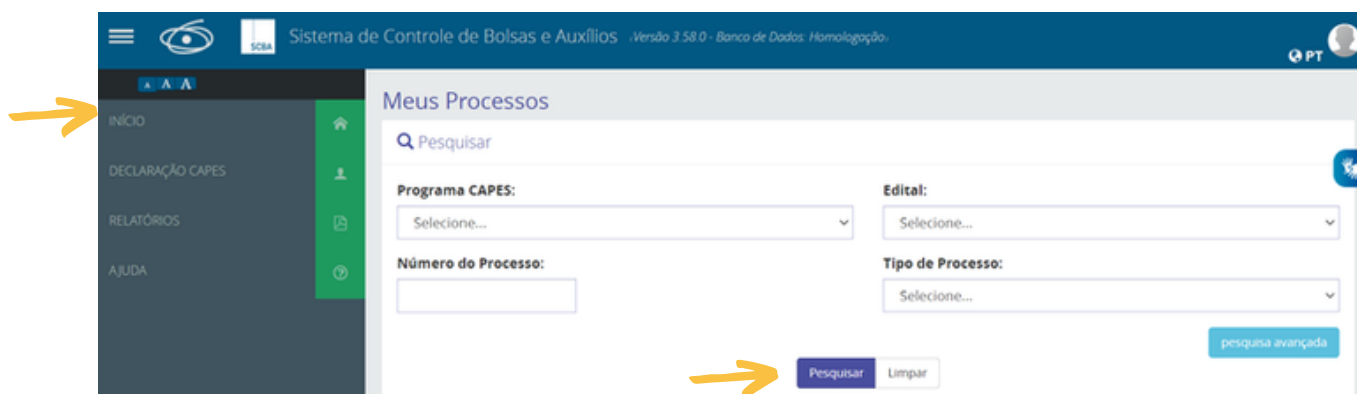 SCBA
Sistema de Controle de Bolsas e Auxílios (Versão 3.58.0 - Banco de Dados: Homologação)
PT
A A A
INÍCIO
DECLARAÇÃO CAPES
RELATÓRIOS
AJUDA
Meus Processos
Pesquisar
Programa CAPES: Edital:
Selecione... Selecione...
Número do Processo: Tipo de Processo:
Selecione...
pesquisa avançada
Pesquisar Limpar